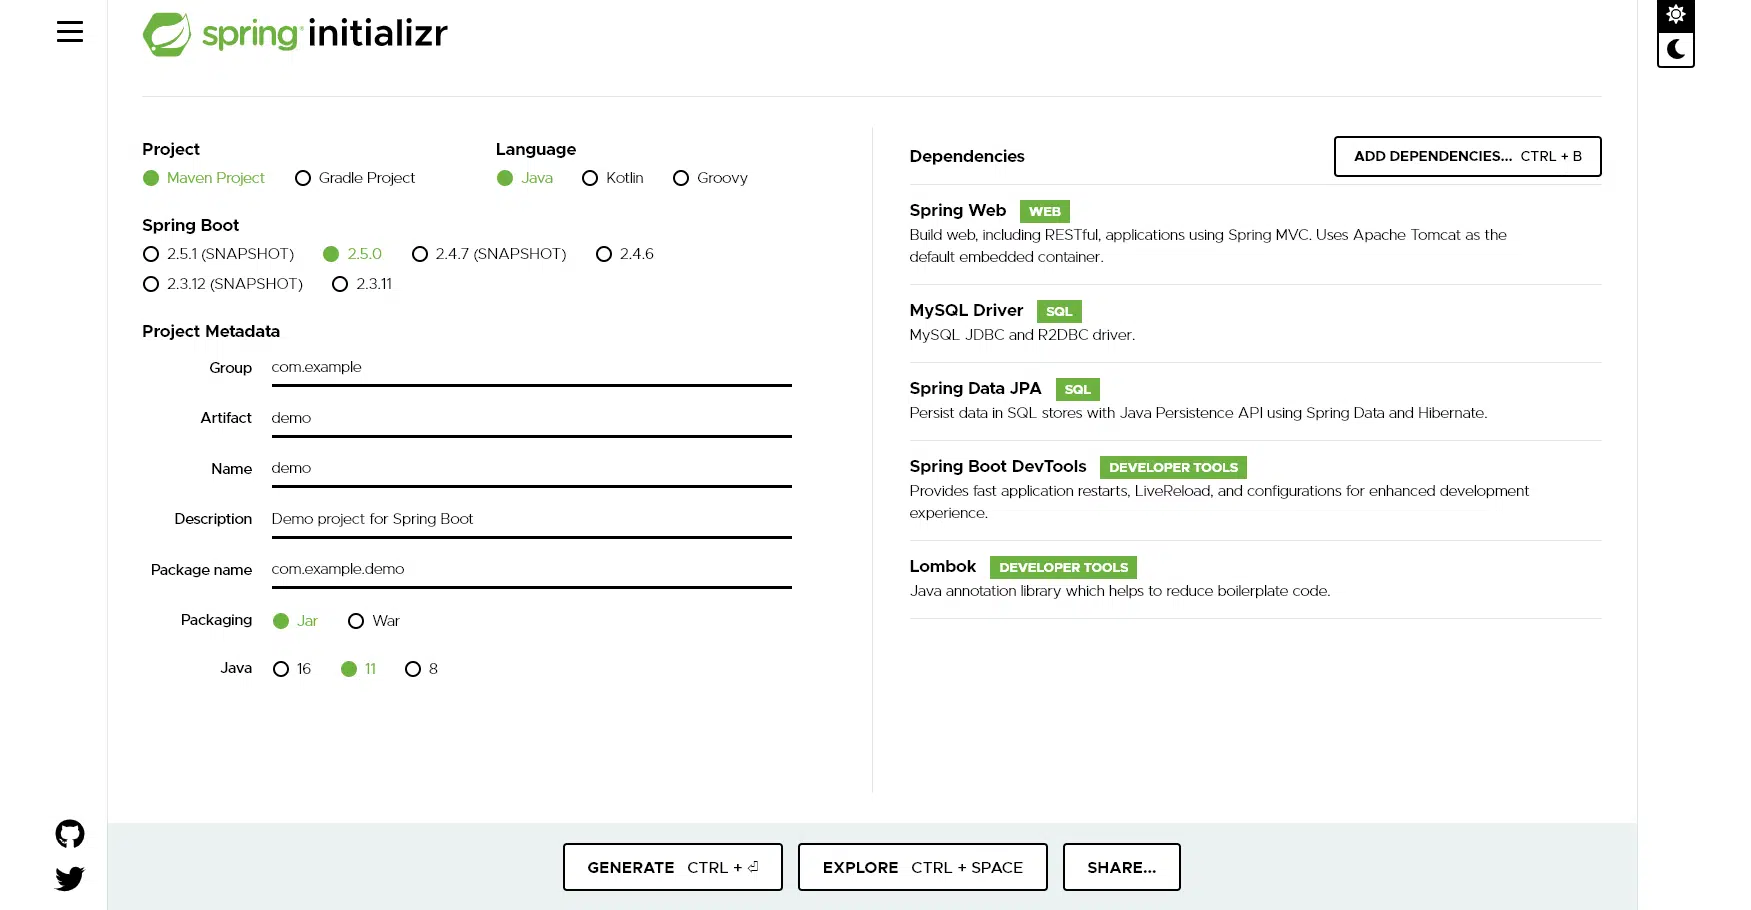 spring initializr
Project
Maven Project Gradle Project
Language
Java Kotlin Groovy
Spring Boot
2.5.1 (SNAPSHOT) 2.5.0 2.4.7 (SNAPSHOT) 2.4.6
2.3.12 (SNAPSHOT) 2.3.11
Project Metadata
Group com.example
Artifact demo
Name demo
Description Demo project for Spring Boot
Package name com.example.demo
Packaging Jar War
Java 16 11 8
Dependencies
ADD DEPENDENCIES... CTRL + B
Spring Web WEB
Build web, including RESTful, applications using Spring MVC. Uses Apache Tomcat as the
default embedded container.
MySQL Driver SQL
MySQL JDBC and R2DBC driver.
Spring Data JPA SQL
Persist data in SQL stores with Java Persistence API using Spring Data and Hibernate.
Spring Boot DevTools DEVELOPER TOOLS
Provides fast application restarts, LiveReload, and configurations for enhanced development
experience.
Lombok DEVELOPER TOOLS
Java annotation library which helps to reduce boilerplate code.
GENERATE CTRL + ⏎
EXPLORE CTRL + SPACE
SHARE...